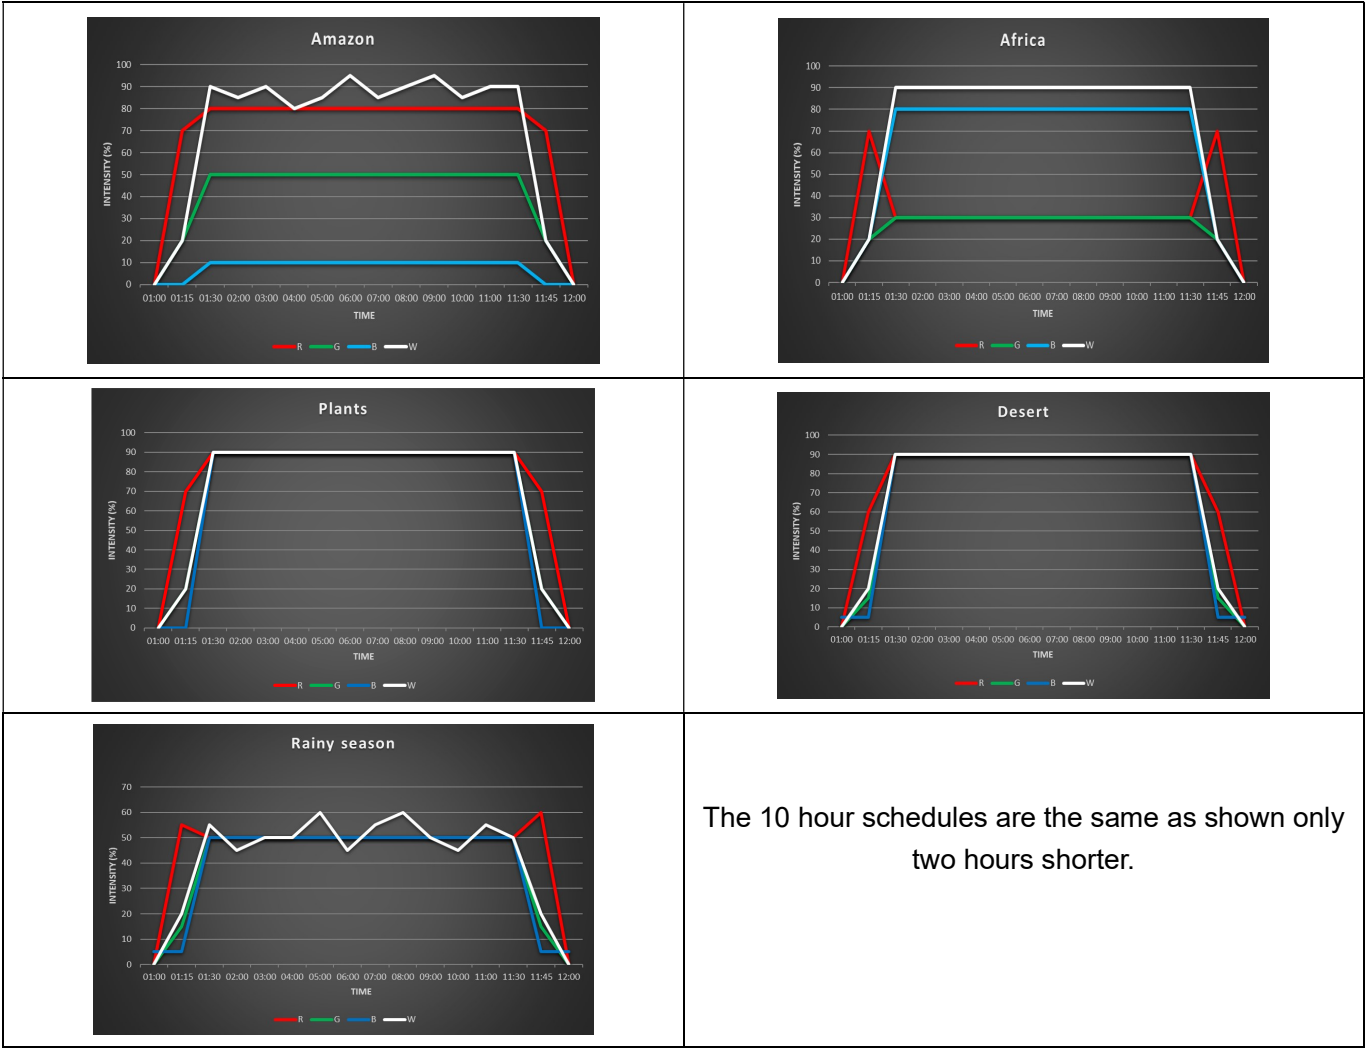 Amazon
100
90
80
70
60
50
40
30
20
10
0
INTENSITY (%)
01:00 01:15 01:30 02:00 03:00 04:00 05:00 06:00 07:00 08:00 09:00 10:00 11:00 11:30 11:45 12:00
TIME
R G B W
Africa
100
90
80
70
60
50
40
30
20
10
0
INTENSITY (%)
01:00 01:15 01:30 02:00 03:00 04:00 05:00 06:00 07:00 08:00 09:00 10:00 11:00 11:30 11:45 12:00
TIME
R G B W
Plants
100
90
80
70
60
50
40
30
20
10
0
INTENSITY (%)
01:00 01:15 01:30 02:00 03:00 04:00 05:00 06:00 07:00 08:00 09:00 10:00 11:00 11:30 11:45 12:00
TIME
R G B W
Desert
100
90
80
70
60
50
40
30
20
10
0
INTENSITY (%)
01:00 01:15 01:30 02:00 03:00 04:00 05:00 06:00 07:00 08:00 09:00 10:00 11:00 11:30 11:45 12:00
TIME
R G B W
Rainy season
70
60
50
40
30
20
10
0
INTENSITY (%)
01:00 01:15 01:30 02:00 03:00 04:00 05:00 06:00 07:00 08:00 09:00 10:00 11:00 11:30 11:45 12:00
TIME
R G B W
The 10 hour schedules are the same as shown only
two hours shorter.